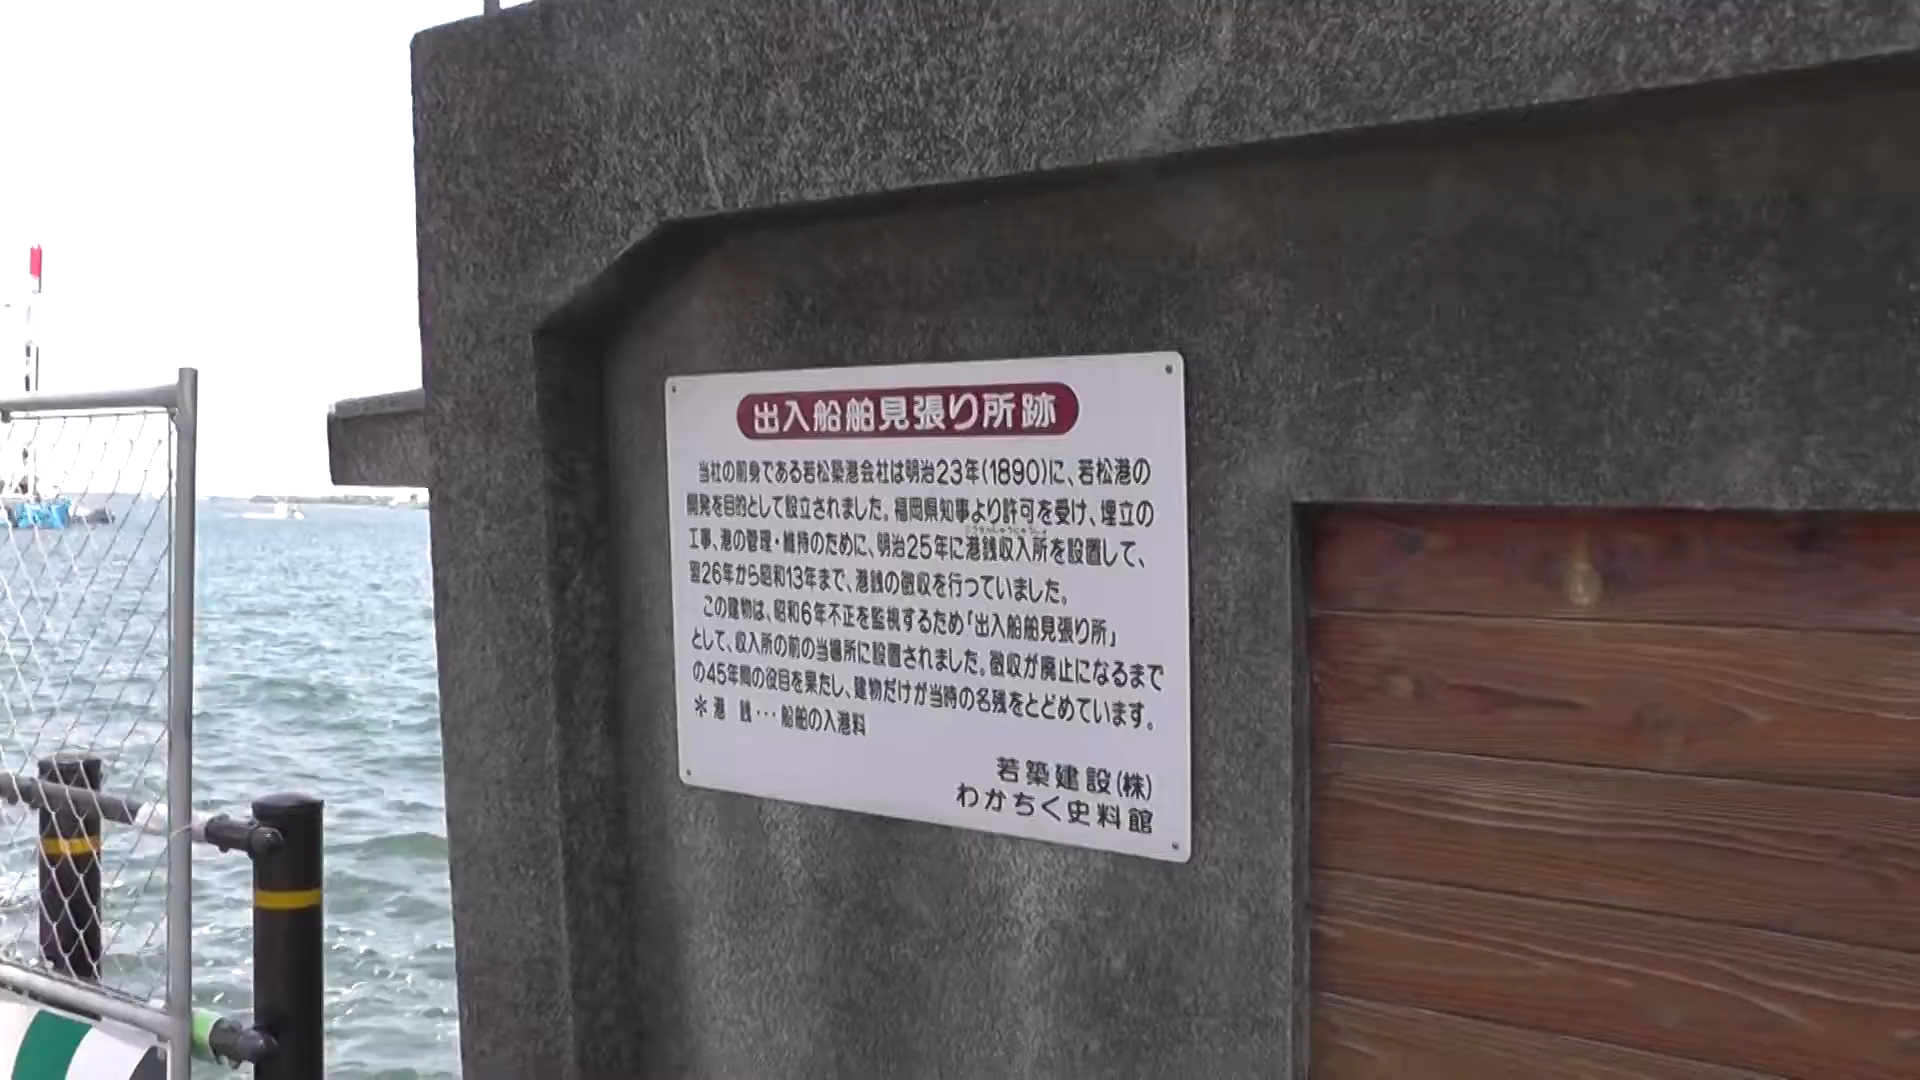 出入船舶見張り所跡
当社の前身である若松築港会社は明治23年(1890)に、若松港の
開発を目的として設立されました。福岡県知事より許可を受け、埋立の
工事、港の管理・維持のために、明治25年に港銭収入所を設置して、
翌26年から昭和13年まで、港銭の徴収を行っていました。
この建物は、昭和6年不正を監視するため「出入船舶見張り所」
として、収入所の前の当場所に設置されました。徴収が廃止になるまで
の45年間の役目を果たし、建物だけが当時の名残をとどめています。
＊港 銭･･･船舶の入港料
若築建設(株)
わかちく史料館